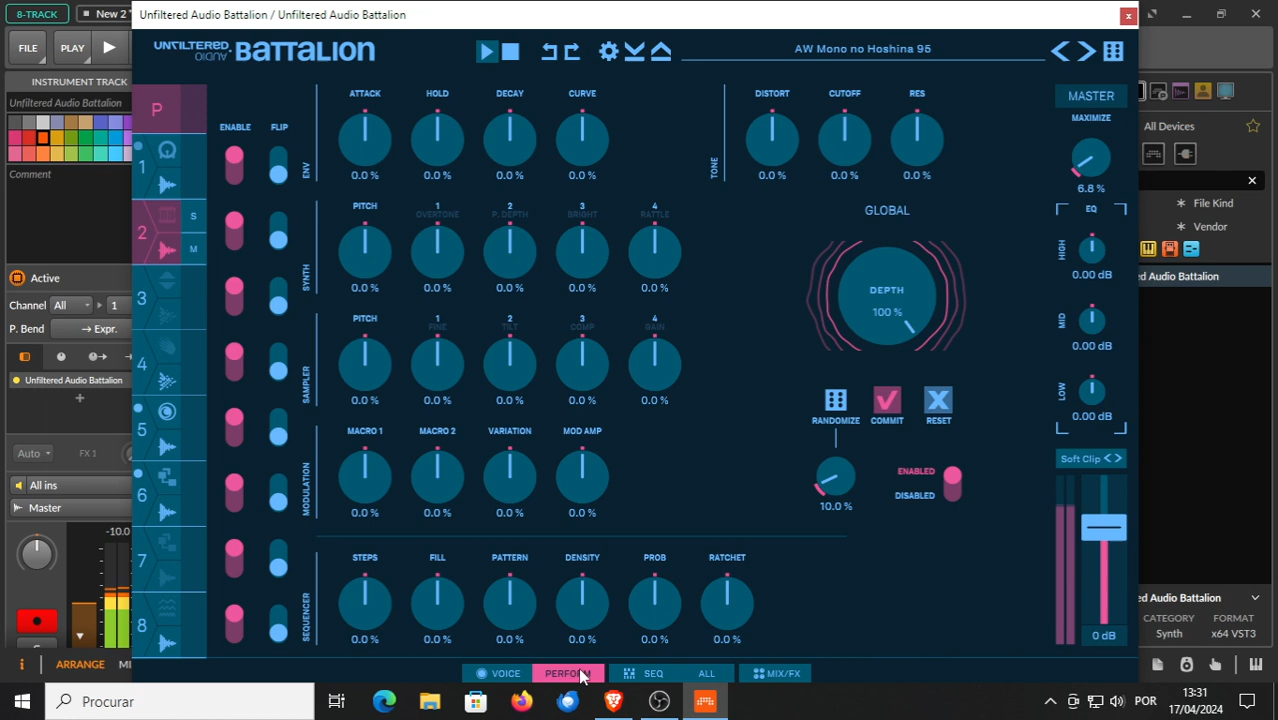 8-TRACK
New 2
Unfiltered Audio Battalion / Unfiltered Audio Battalion
x
FILE
PLAY
UNFILTERED AUDIO BATTALION
AW Mono no Hoshina 95
INSTRUMENT TRACK
Unfiltered Audio Battalion
Comment
P
MASTER
ENABLE
FLIP
ENV
ATTACK
HOLD
DECAY
CURVE
0.0 %
0.0 %
0.0 %
0.0 %
TONE
DISTORT
CUTOFF
RES
0.0 %
0.0 %
0.0 %
MAXIMIZE
6.8 %
All Devices
File Kind
Vendor
ed Audio Battalion
1
2
S
M
3
4
5
6
7
8
SYNTH
PITCH
1
OVERTONE
2
P. DEPTH
3
BRIGHT
4
RATTLE
0.0 %
0.0 %
0.0 %
0.0 %
0.0 %
GLOBAL
DEPTH
100 %
EQ
HIGH
0.00 dB
MID
0.00 dB
LOW
0.00 dB
Active
Channel
All
1
P. Bend
→ Expr.
Unfiltered Audio Battalion
+
SAMPLER
PITCH
1
FINE
2
TILT
3
COMP
4
GAIN
0.0 %
0.0 %
0.0 %
0.0 %
0.0 %
RANDOMIZE
COMMIT
RESET
10.0 %
ENABLED
DISABLED
Soft Clip
0 dB
MODULATION
MACRO 1
MACRO 2
VARIATION
MOD AMP
0.0 %
0.0 %
0.0 %
0.0 %
Auto
FX 1
All ins
Master
-10.0
SEQUENCER
STEPS
FILL
PATTERN
DENSITY
PROB
RATCHET
0.0 %
0.0 %
0.0 %
0.0 %
0.0 %
0.0 %
ed Audio Battalion
CATEGORY
FORMAT
Synth
x64 VST3
i
ARRANGE
MI
VOICE
PERFORM
SEQ
ALL
MIX/FX
Procurar
POR
13:31
17/04/2024